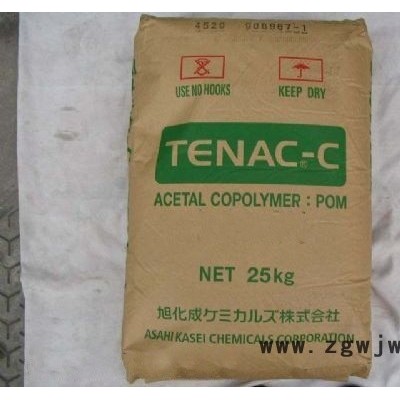 4520 908967-1
USE NO HOOKS KEEP DRY
TENAC-C
®
ACETAL COPOLYMER : POM
NET 25kg
旭化成ケミカルズ株式会社
ASAHI KASEI CHEMICALS CORPORATION
www.zgwjw